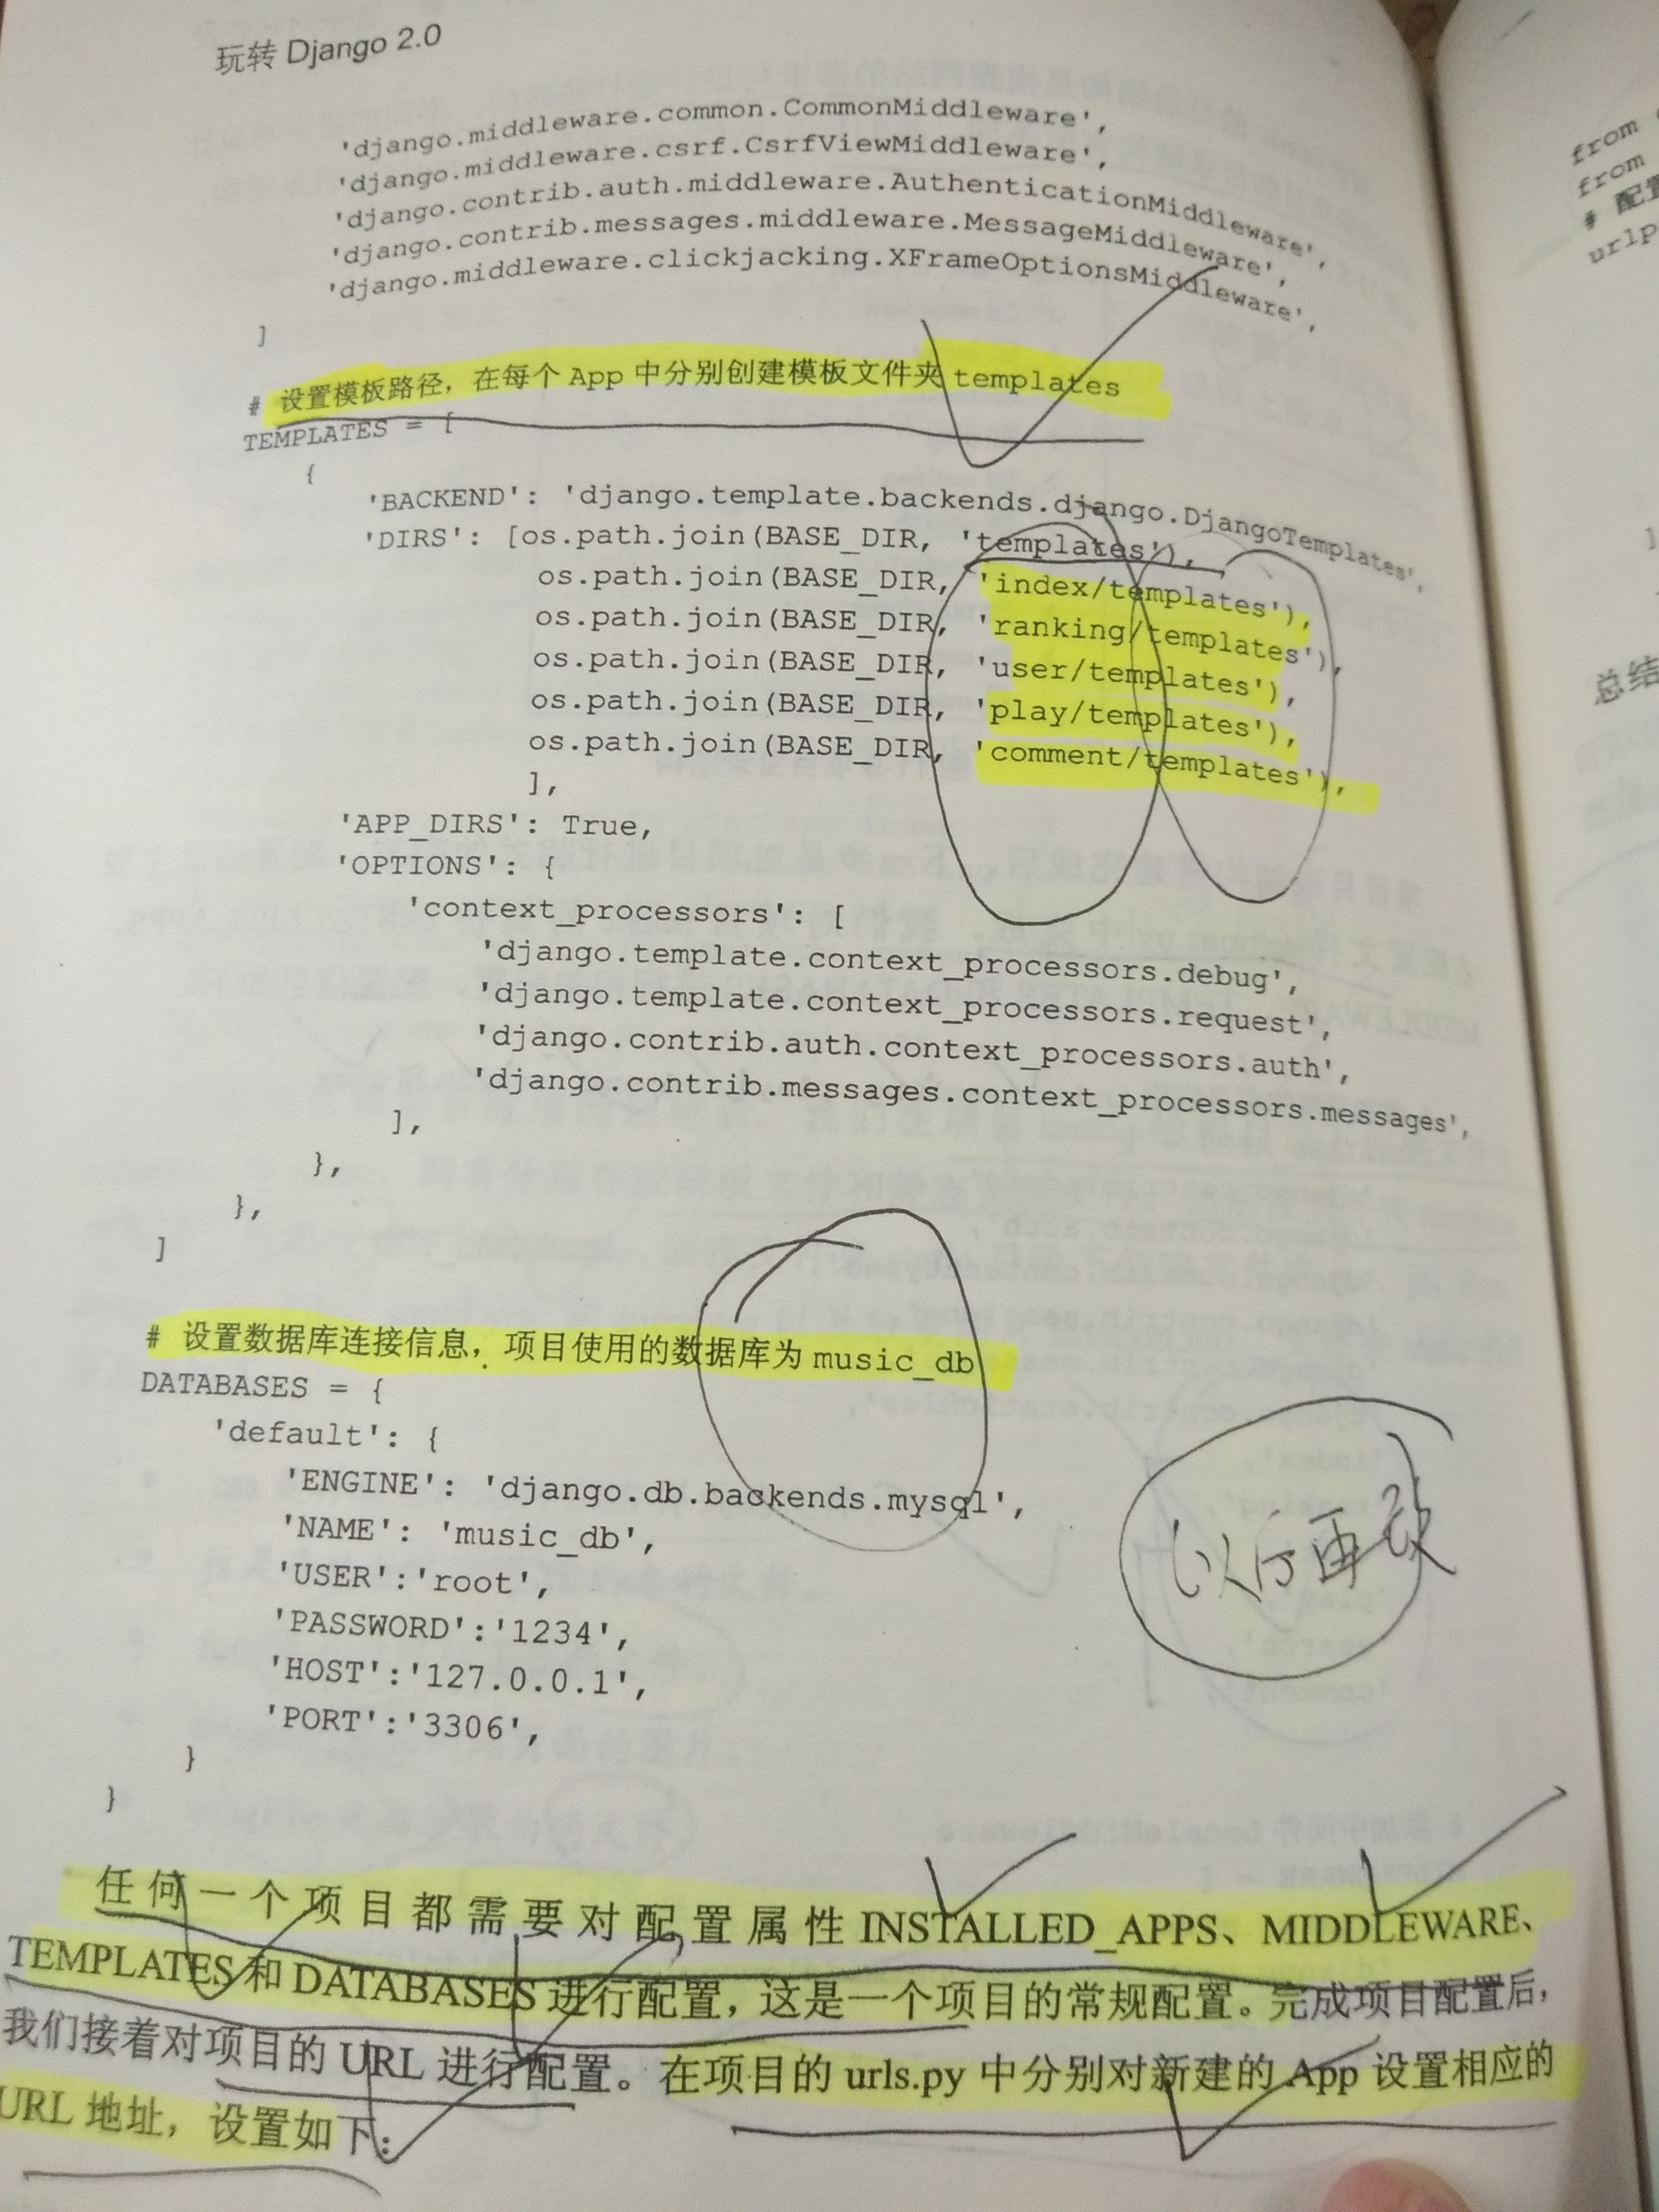 玩转 Django 2.0
'django.middleware.common.CommonMiddleware',
'django.middleware.csrf.CsrfViewMiddleware',
'django.contrib.auth.middleware.AuthenticationMiddleware',
'django.contrib.messages.middleware.MessageMiddleware',
'django.middleware.clickjacking.XFrameOptionsMiddleware',
]
# 设置模板路径，在每个 App 中分别创建模板文件夹 templates
TEMPLATES = [
{
'BACKEND': 'django.template.backends.django.DjangoTemplates',
'DIRS': [os.path.join(BASE_DIR, 'templates'),
os.path.join(BASE_DIR, 'index/templates'),
os.path.join(BASE_DIR, 'ranking/templates'),
os.path.join(BASE_DIR, 'user/templates'),
os.path.join(BASE_DIR, 'play/templates'),
os.path.join(BASE_DIR, 'comment/templates'),
],
'APP_DIRS': True,
'OPTIONS': {
'context_processors': [
'django.template.context_processors.debug',
'django.template.context_processors.request',
'django.contrib.auth.context_processors.auth',
'django.contrib.messages.context_processors.messages',
],
},
},
]
# 设置数据库连接信息，项目使用的数据库为 music_db
DATABASES = {
'default': {
'ENGINE': 'django.db.backends.mysql',
'NAME': 'music_db',
'USER':'root',
'PASSWORD':'1234',
'HOST':'127.0.0.1',
'PORT':'3306',
}
}
以后再改
任何一个项目都需要对配置属性 INSTALLED_APPS、MIDDLEWARE、
TEMPLATES 和 DATABASES 进行配置，这是一个项目的常规配置。完成项目配置后，
我们接着对项目的 URL 进行配置。在项目的 urls.py 中分别对新建的 App 设置相应的
URL 地址，设置如下：
from
from
# 配置
urlp
]
总结